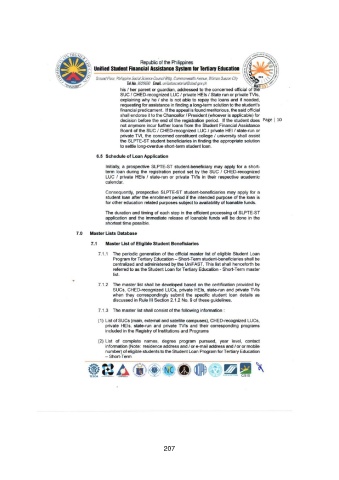 Republic of the Philippines
Unified Student Financial Assistance System for Tertiary Education
his / her parent or guardian, addressed to the concerned official of the
SUC / CHED-recognized LUC / private HEIs / State run or private TVIs,
explaining why he / she is not able to repay the loans and if needed,
requesting for assistance in finding a long-term solution to the student's
financial predicament. If the appeal is found meritorious, the said official
shall endorse it to the Chancellor / President (whoever is applicable) for
decision before the end of the registration period. If the student does Page | 10
not anymore incur further loans from the Student Financial Assistance
fluent of the SUC / CHED-recognized LUC / private HEI / state-run or
private TVI, the concerned constituent college / university shall assist
the SLPTE-ST student beneficiaries in finding the appropriate solution
to settle long-overdue short-term student loan.
6.5 Schedule of Loan Application
Initially, a prospective SLPTE-ST student-beneficiary may apply for a short-
term loan during the registration period set by the SUC / CHED-recognized
LUC / private HEIs / state-run or private TVIs in their respective academic
calendar.
Consequently, prospective SLPTE-ST student-beneficiaries may apply for a
student loan after the enrollment period if the intended purpose of the loan is
for other education related purposes subject to availability of loanable funds.
The duration and timing of each step in the efficient processing of SLPTE-ST
application and the immediate release of loanable funds will be done in the
shortest time possible.
7.0 Master Lists Database
7.1 Master List of Eligible Student Beneficiaries
7.1.1 The periodic generation of the official master list of eligible Student Loan
Program for Tertiary Education – Short-Term student-beneficiaries shall be
centralized and administered by the UniFAST. This list shall henceforth be
referred to as the Student Loan for Tertiary Education - Short-Term master
list.
7.1.2 The master list shall be developed based on the certification provided by
SUCs, CHED-recognized LUCs, private HEIs, state-run and private TVIs
when they correspondingly submit the specific student loan details as
discussed in Rule III Section 2.1.2 No. 8 of these guidelines.
7.1.3 The master list shall consist of the following information :
(1) List of SUCs (main, external and satellite campuses), CHED-recognized LUCs,
private HEIs, state-run and private TVIs and their corresponding programs
included in the Registry of Institutions and Programs
(2) List of complete names, degree program pursued, year level, contact
information (Note: residence address and / or e-mail address and / or or mobile
number) of eligible students to the Student Loan Program for Tertiary Education
– Short-Term
207